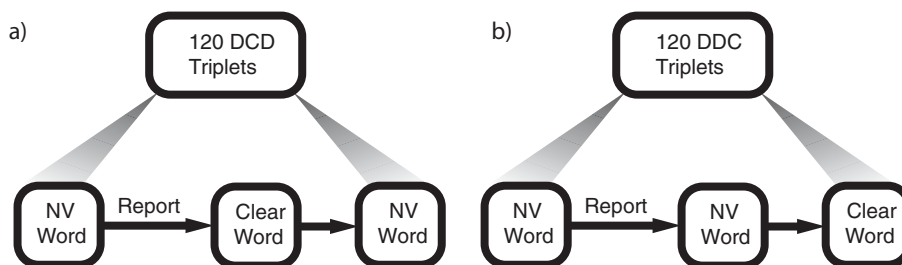 a)
120 DCD
Triplets
NV
Word
Report
Clear
Word
NV
Word
b)
120 DDC
Triplets
NV
Word
Report
NV
Word
Clear
Word